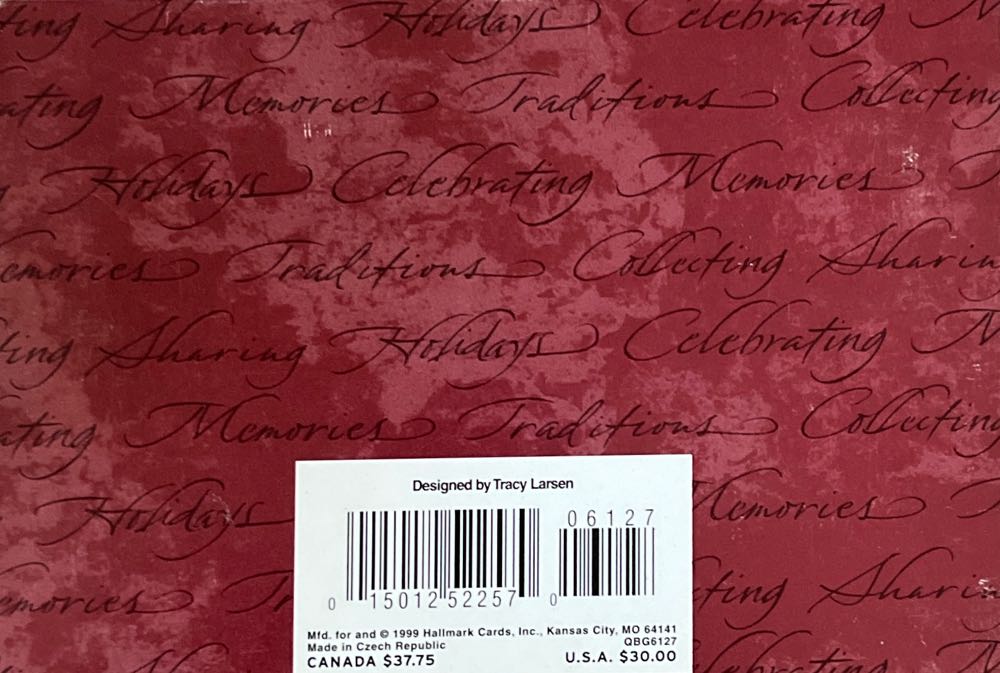 Sharing Holidays Celebrating
Memories Traditions Collecting
Holidays Celebrating Memories
Memories Traditions Collecting Sharing
Sharing Holidays Celebrating
Memories Traditions Collecting
Holidays Memories
Designed by Tracy Larsen
06127
0 15012 52257 0
Mfd. for and © 1999 Hallmark Cards, Inc., Kansas City, MO 64141
Made in Czech Republic QBG6127
CANADA $37.75 U.S.A. $30.00